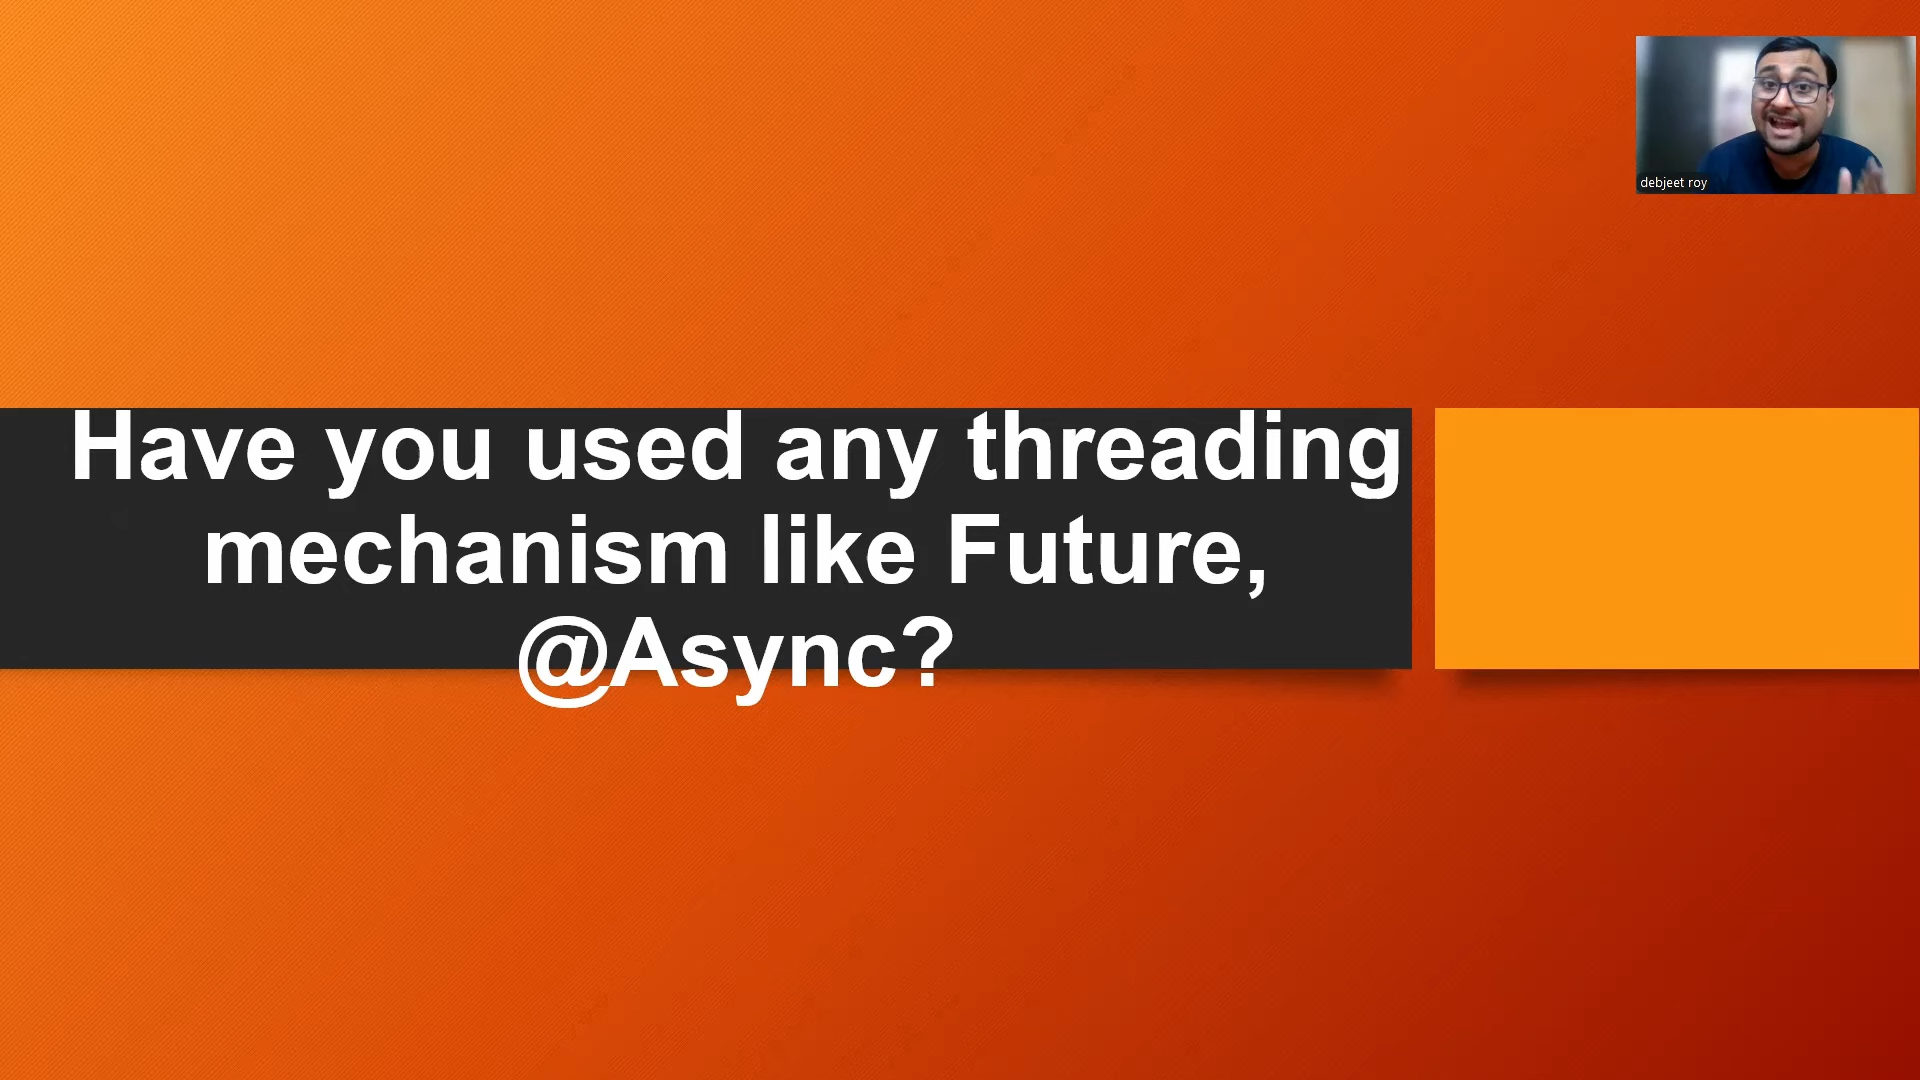 debjeet roy
Have you used any threading
mechanism like Future,
@Async?